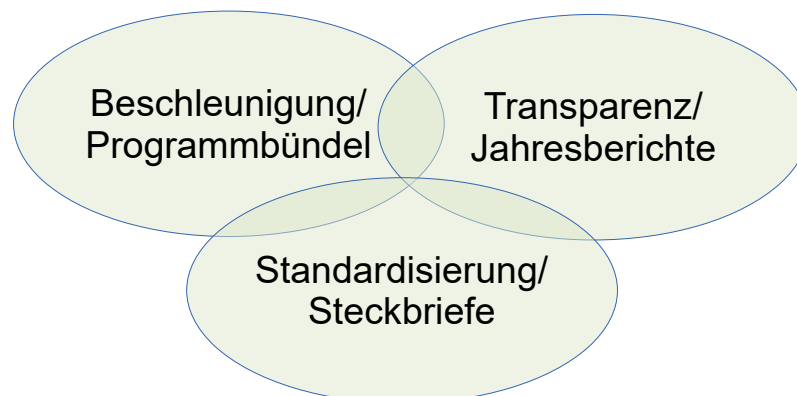 Beschleunigung/
Programmbündel
Transparenz/
Jahresberichte
Standardisierung/
Steckbriefe